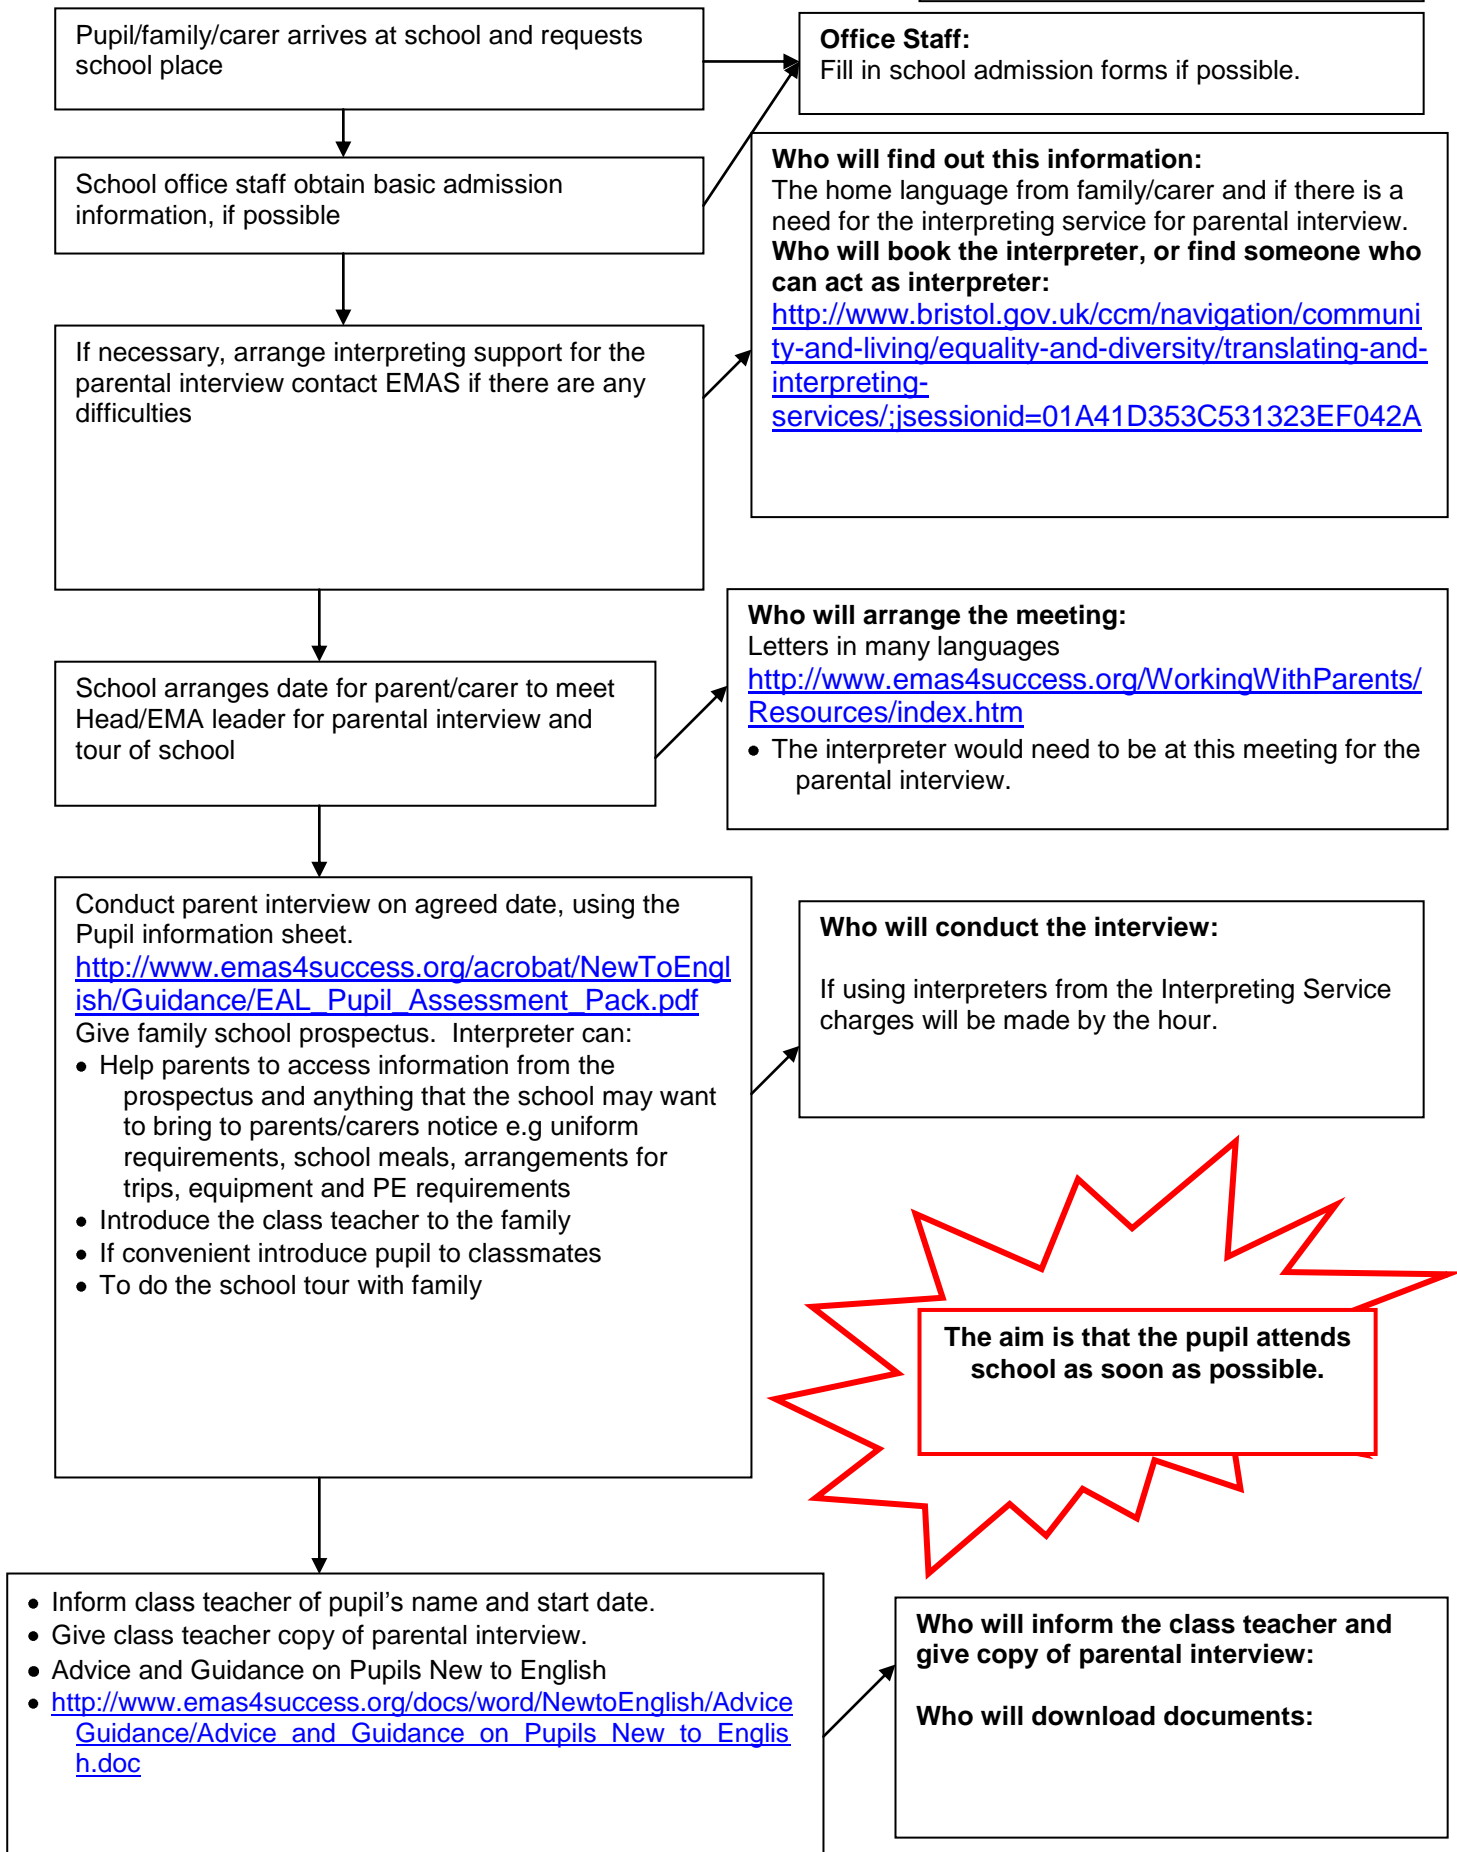 Pupil/family/carer arrives at school and requests
school place
Office Staff:
Fill in school admission forms if possible.
School office staff obtain basic admission
information, if possible
Who will find out this information:
The home language from family/carer and if there is a
need for the interpreting service for parental interview.
Who will book the interpreter, or find someone who
can act as interpreter:
http://www.bristol.gov.uk/ccm/navigation/communi
ty-and-living/equality-and-diversity/translating-and-
interpreting-
services/;jsessionid=01A41D353C531323EF042A
If necessary, arrange interpreting support for the
parental interview contact EMAS if there are any
difficulties
Who will arrange the meeting:
Letters in many languages
http://www.emas4success.org/WorkingWithParents/
Resources/index.htm
• The interpreter would need to be at this meeting for the
parental interview.
School arranges date for parent/carer to meet
Head/EMA leader for parental interview and
tour of school
Conduct parent interview on agreed date, using the
Pupil information sheet.
http://www.emas4success.org/acrobat/NewToEngl
ish/Guidance/EAL_Pupil_Assessment_Pack.pdf
Give family school prospectus.  Interpreter can:
• Help parents to access information from the
prospectus and anything that the school may want
to bring to parents/carers notice e.g uniform
requirements, school meals, arrangements for
trips, equipment and PE requirements
• Introduce the class teacher to the family
• If convenient introduce pupil to classmates
• To do the school tour with family
Who will conduct the interview:
If using interpreters from the Interpreting Service
charges will be made by the hour.
The aim is that the pupil attends
school as soon as possible.
• Inform class teacher of pupil's name and start date.
• Give class teacher copy of parental interview.
• Advice and Guidance on Pupils New to English
• http://www.emas4success.org/docs/word/NewtoEnglish/Advice
Guidance/Advice_and_Guidance_on_Pupils_New_to_Englis
h.doc
Who will inform the class teacher and
give copy of parental interview:
Who will download documents: